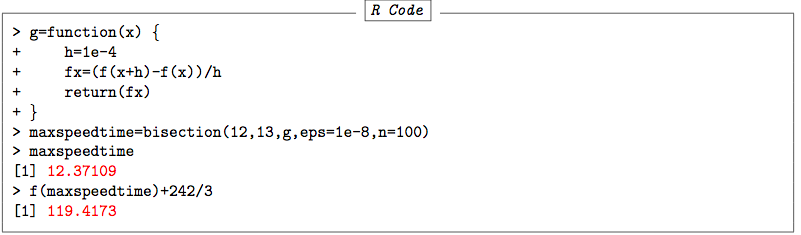 R Code
> g=function(x) {
+     h=1e-4
+     fx=(f(x+h)-f(x))/h
+     return(fx)
+ }
> maxspeedtime=bisection(12,13,g,eps=1e-8,n=100)
> maxspeedtime
[1] 12.37109
> f(maxspeedtime)+242/3
[1] 119.4173